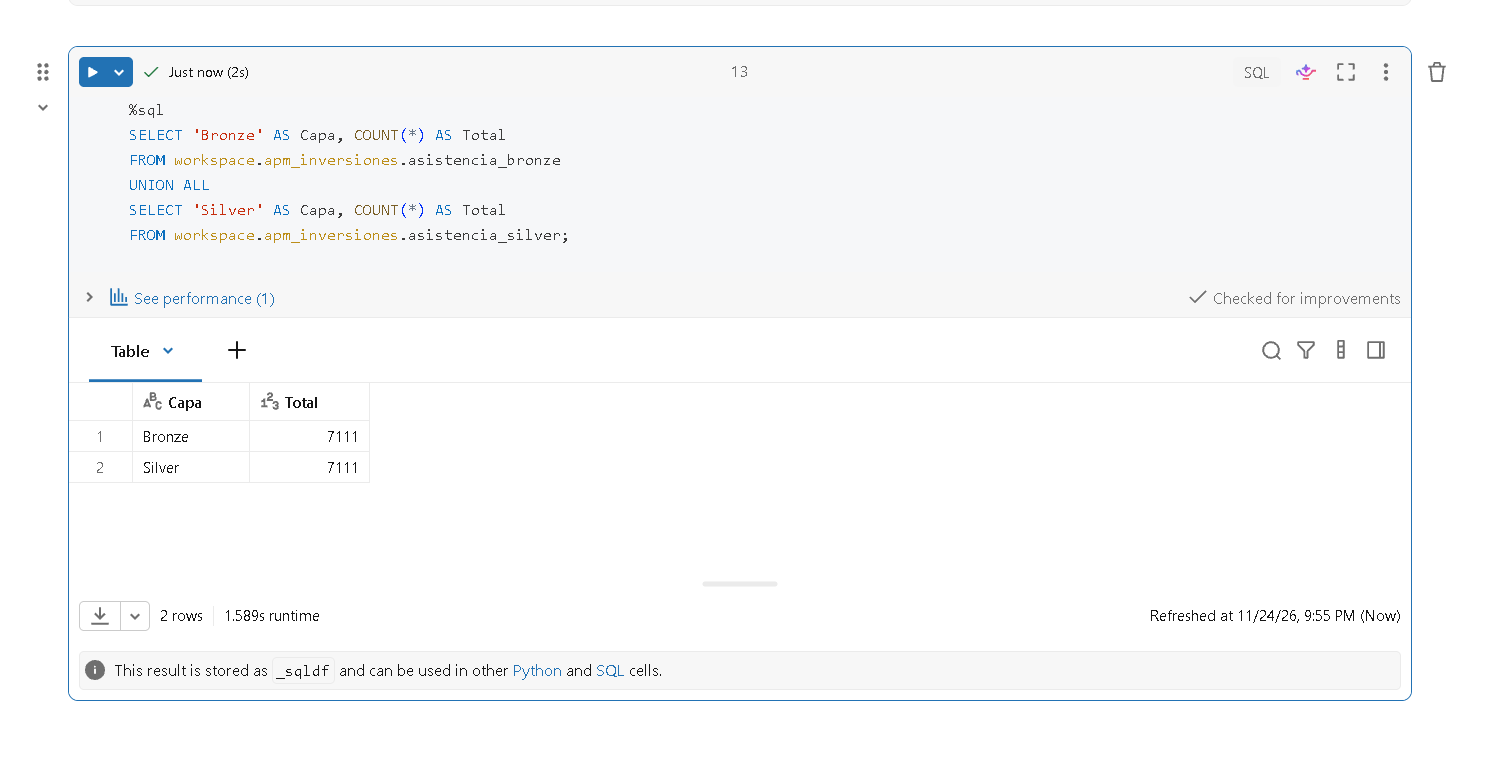 Just now (2s)
13
SQL
%sql
SELECT 'Bronze' AS Capa, COUNT(*) AS Total
FROM workspace.apm_inversiones.asistencia_bronze
UNION ALL
SELECT 'Silver' AS Capa, COUNT(*) AS Total
FROM workspace.apm_inversiones.asistencia_silver;
See performance (1)
Checked for improvements
Table
Capa Total
1 Bronze 7111
2 Silver 7111
2 rows 1.589s runtime
Refreshed at 11/24/26, 9:55 PM (Now)
This result is stored as _sqldf and can be used in other Python and SQL cells.